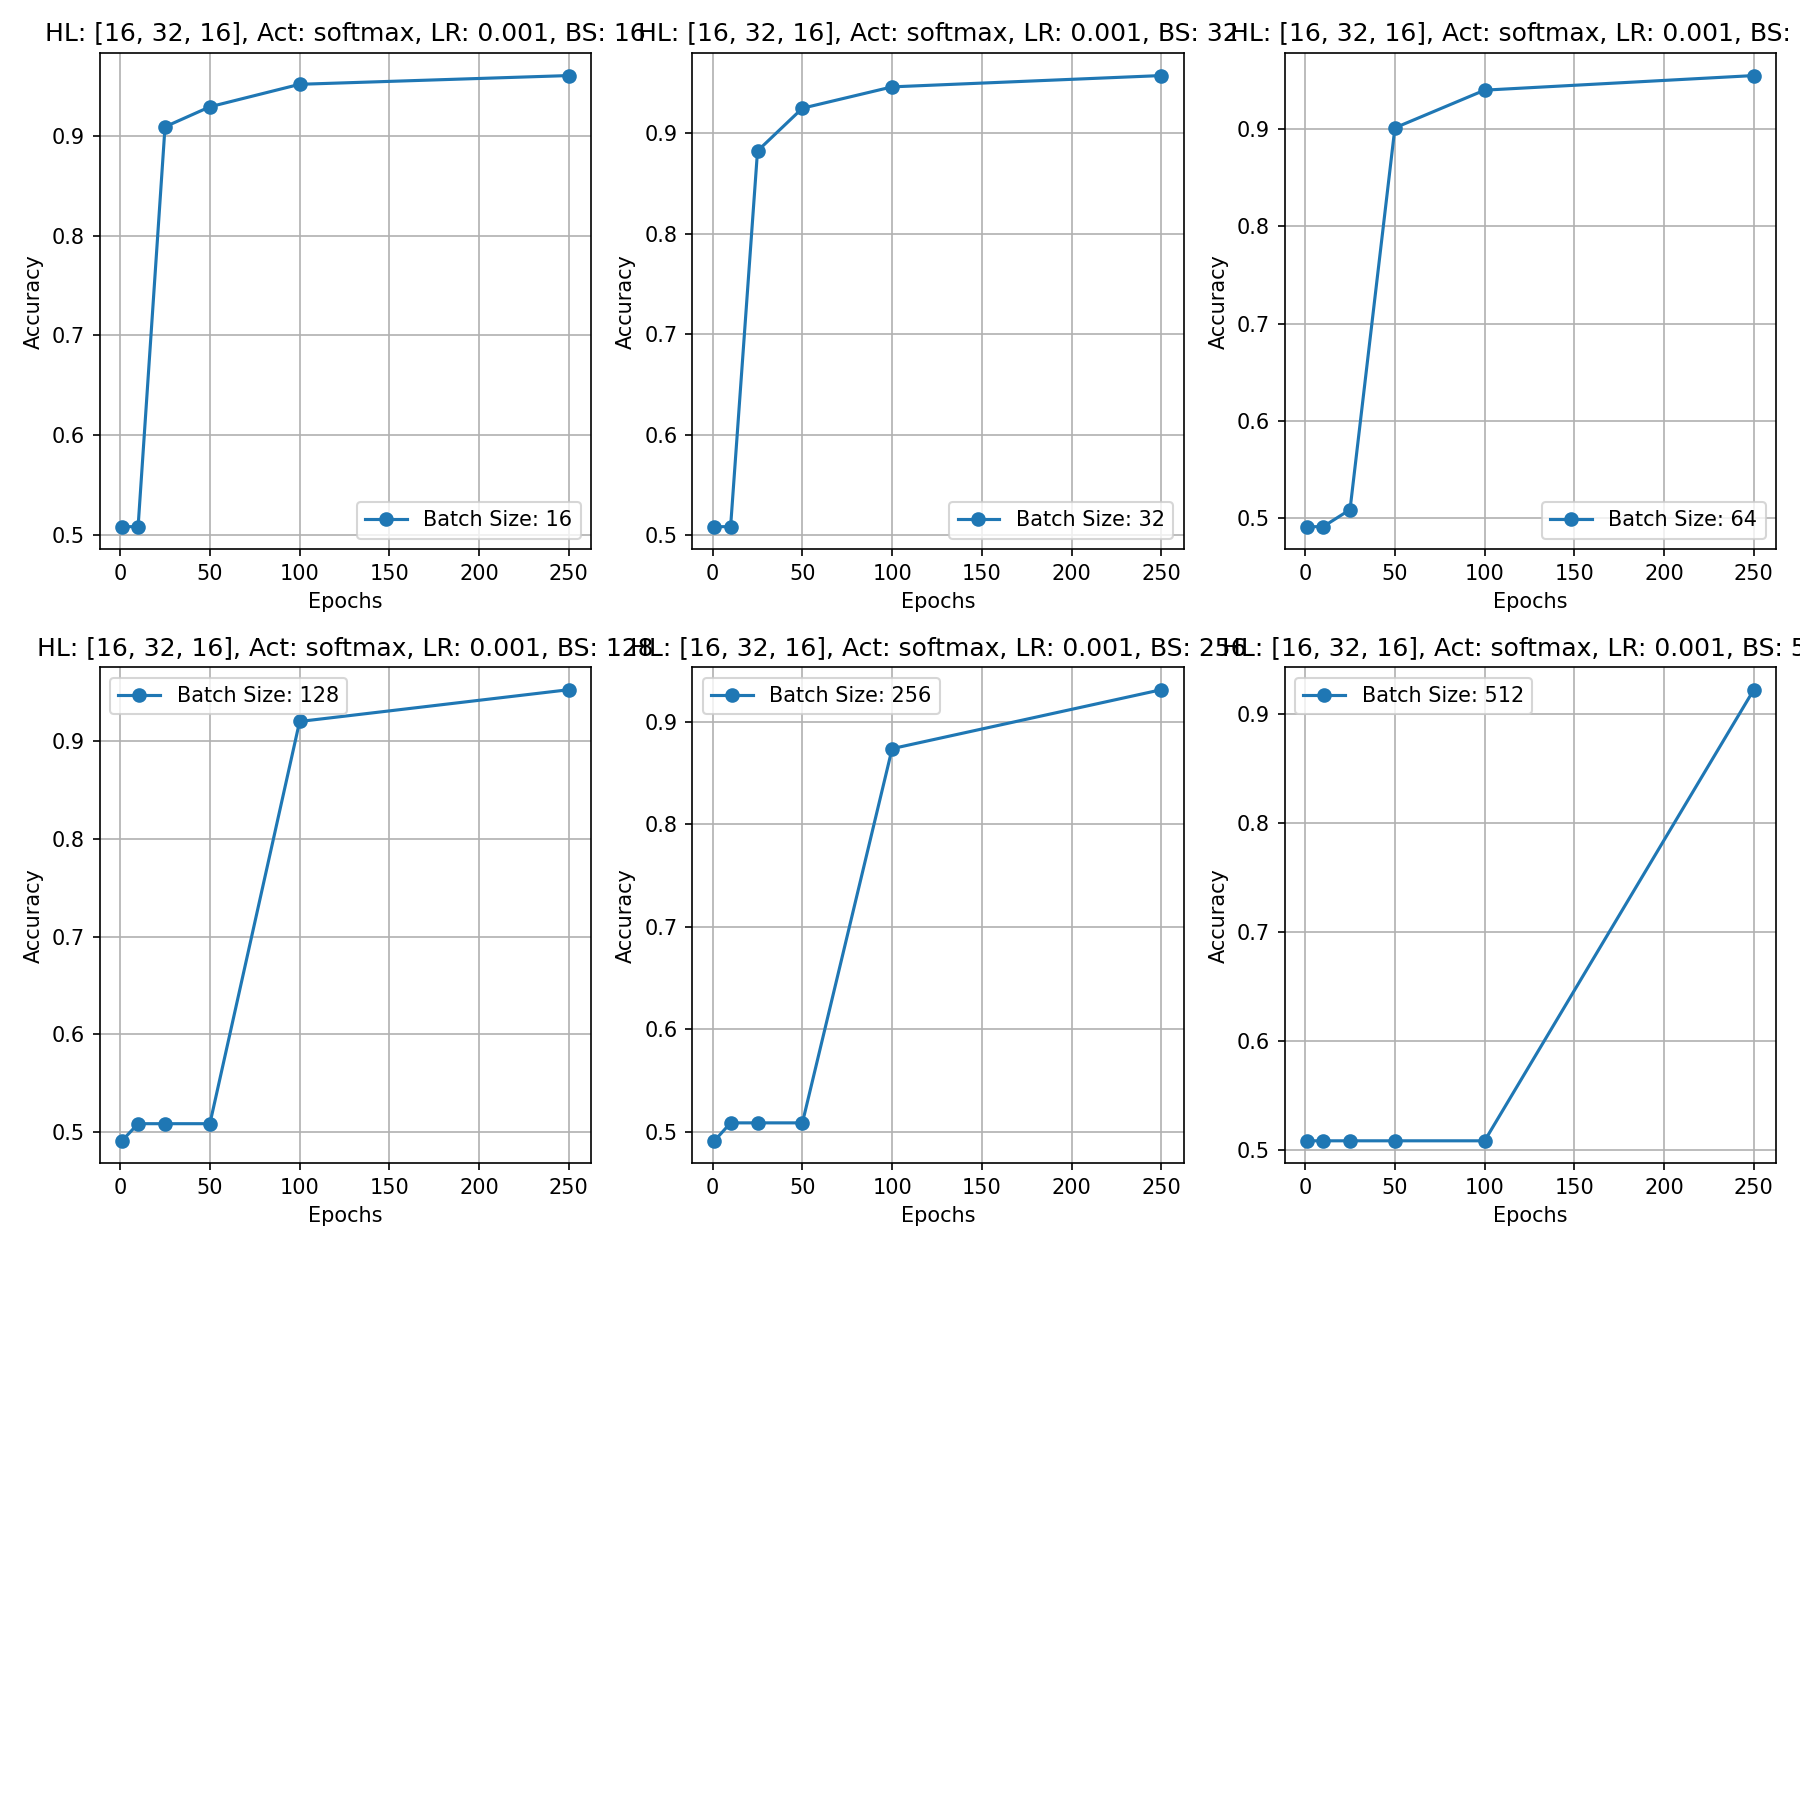 HL: [16, 32, 16], Act: softmax, LR: 0.001, BS: 16
0.9
0.8
0.7
0.6
0.5
Accuracy
Batch Size: 16
0 50 100 150 200 250
Epochs
HL: [16, 32, 16], Act: softmax, LR: 0.001, BS: 32
0.9
0.8
0.7
0.6
0.5
Accuracy
Batch Size: 32
0 50 100 150 200 250
Epochs
HL: [16, 32, 16], Act: softmax, LR: 0.001, BS:
0.9
0.8
0.7
0.6
0.5
Accuracy
Batch Size: 64
0 50 100 150 200 250
Epochs
HL: [16, 32, 16], Act: softmax, LR: 0.001, BS: 128
Batch Size: 128
0.9
0.8
0.7
0.6
0.5
Accuracy
0 50 100 150 200 250
Epochs
HL: [16, 32, 16], Act: softmax, LR: 0.001, BS: 256
Batch Size: 256
0.9
0.8
0.7
0.6
0.5
Accuracy
0 50 100 150 200 250
Epochs
HL: [16, 32, 16], Act: softmax, LR: 0.001, BS: 5
Batch Size: 512
0.9
0.8
0.7
0.6
0.5
Accuracy
0 50 100 150 200 250
Epochs